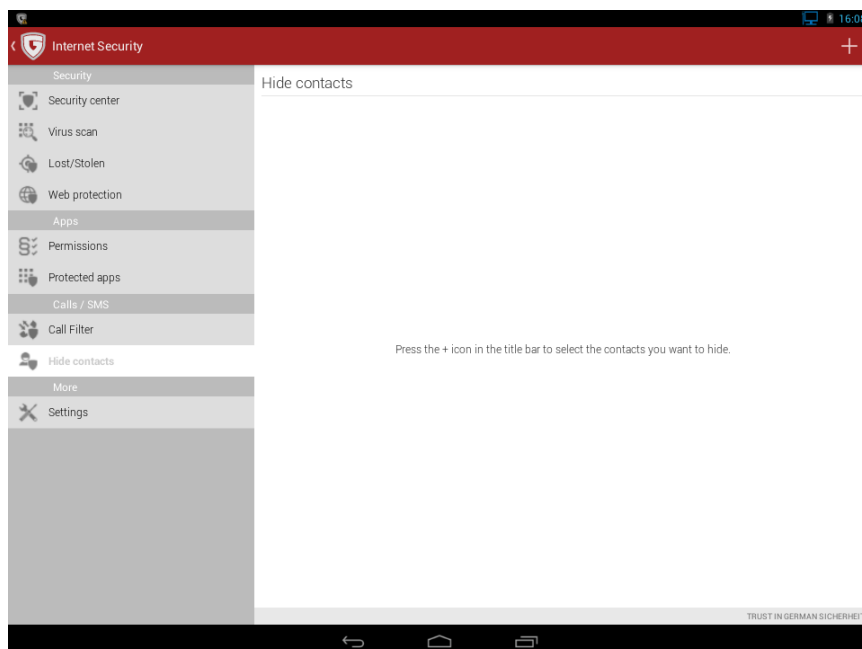 16:08
Internet Security
Security
Security center
Virus scan
Lost/Stolen
Web protection
Apps
Permissions
Protected apps
Calls / SMS
Call Filter
Hide contacts
More
Settings
Hide contacts
Press the + icon in the title bar to select the contacts you want to hide.
TRUST IN GERMAN SICHERHEIT